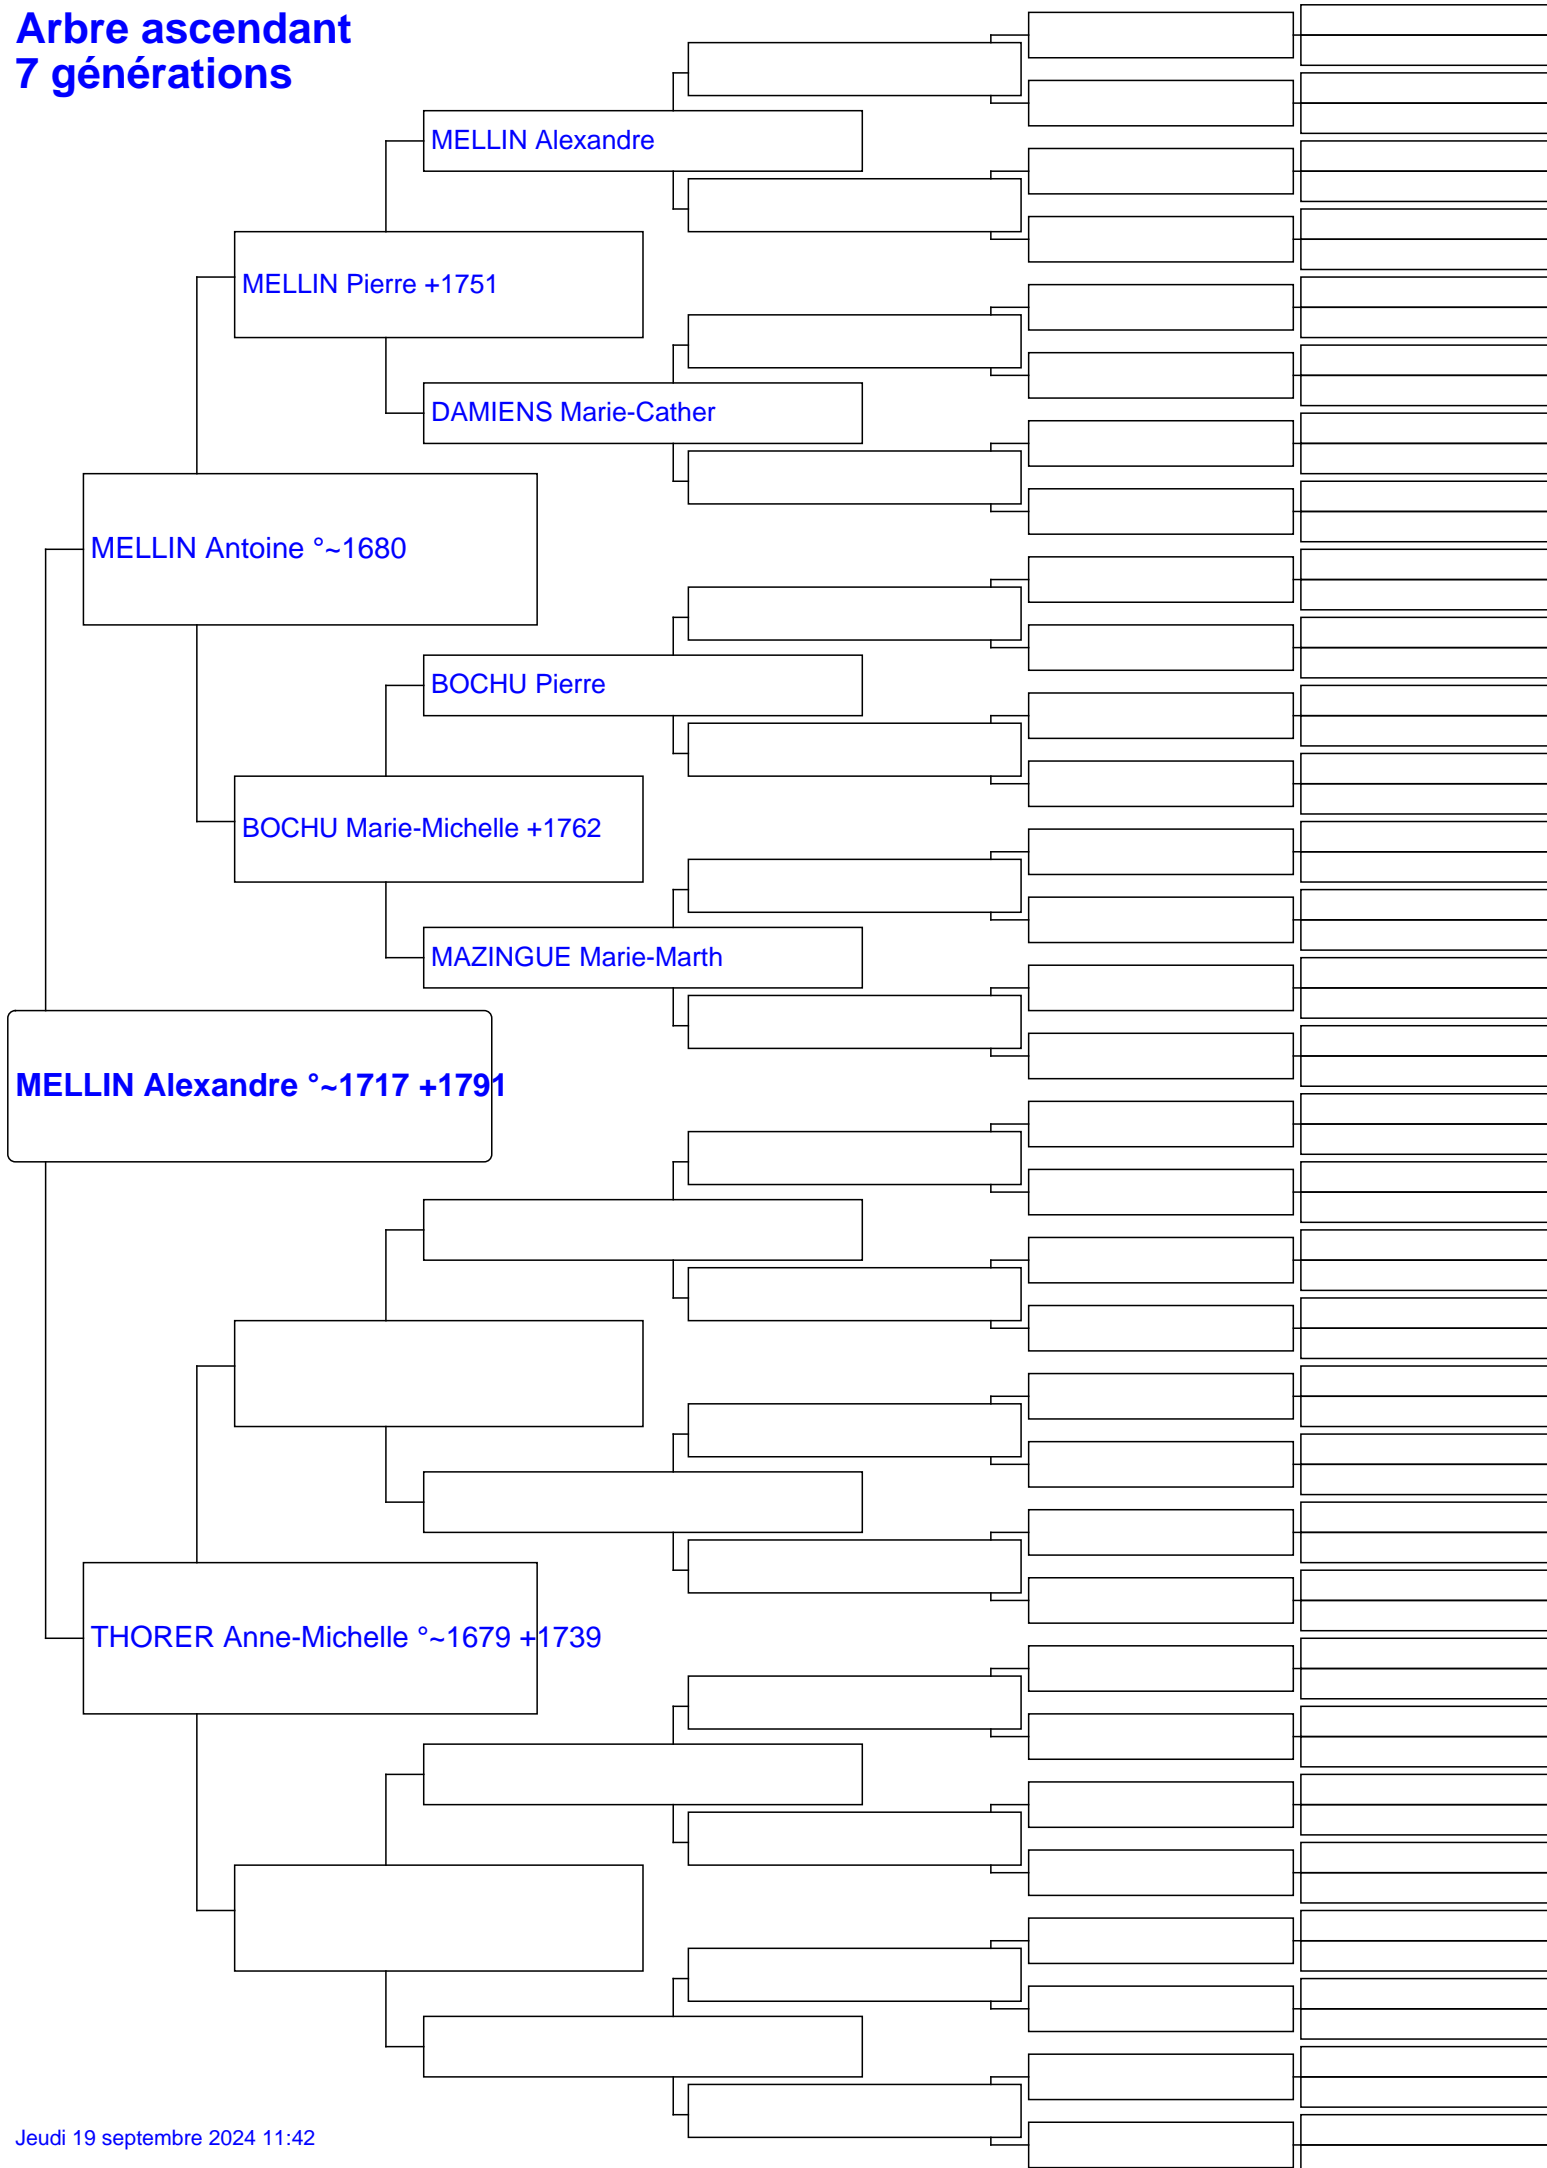 Arbre ascendant
7 générations
MELLIN Alexandre
MELLIN Pierre +1751
DAMIENS Marie-Cather
MELLIN Antoine °~1680
BOCHU Pierre
BOCHU Marie-Michelle +1762
MAZINGUE Marie-Marth
MELLIN Alexandre °~1717 +1791
THORER Anne-Michelle °~1679 +1739
Jeudi 19 septembre 2024 11:42